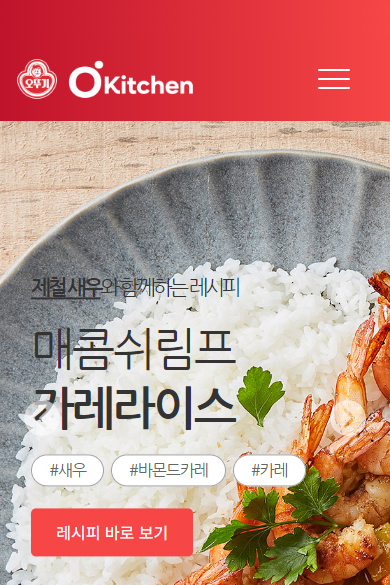 오뚜기
O'Kitchen
제철 새우와 함께하는 레시피
매콤쉬림프
가레라이스
#새우 #바몬드카레 #카레
레시피 바로 보기